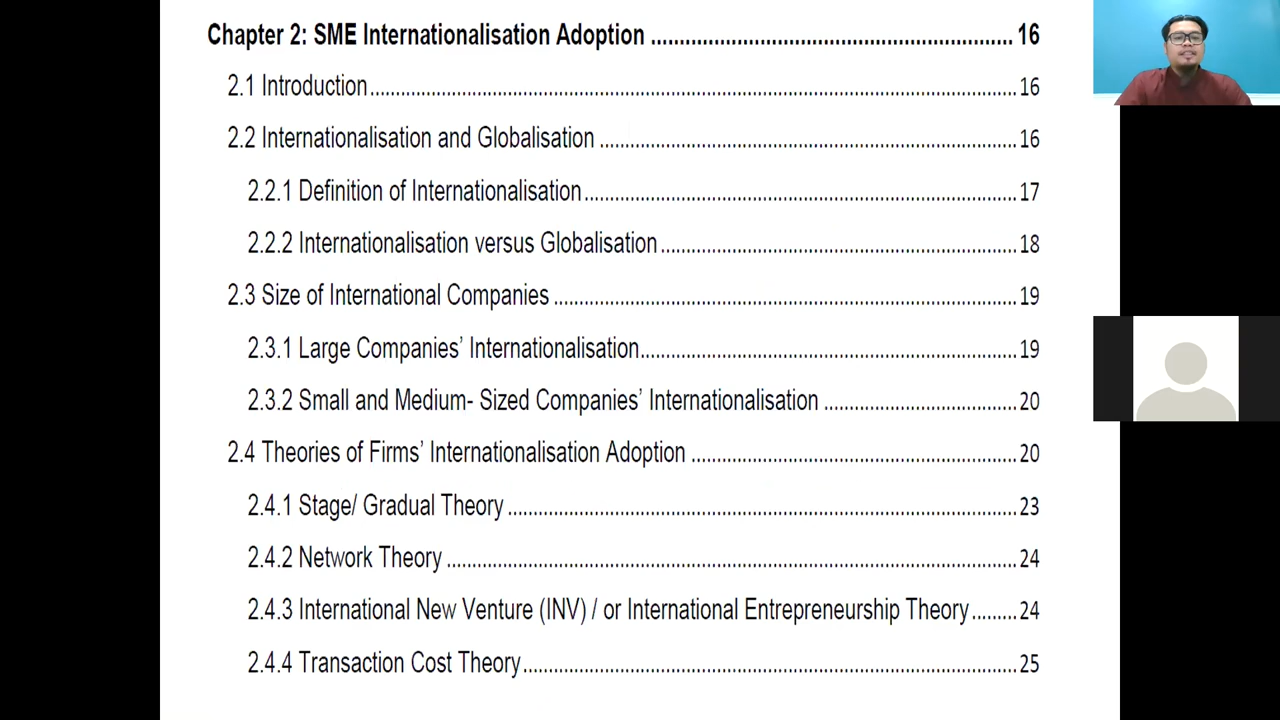 Chapter 2: SME Internationalisation Adoption ........................................................ 16
2.1 Introduction ........................................................ 16
2.2 Internationalisation and Globalisation ........................................................ 16
2.2.1 Definition of Internationalisation ........................................................ 17
2.2.2 Internationalisation versus Globalisation ........................................................ 18
2.3 Size of International Companies ........................................................ 19
2.3.1 Large Companies’ Internationalisation ........................................................ 19
2.3.2 Small and Medium- Sized Companies’ Internationalisation ........................................................ 20
2.4 Theories of Firms’ Internationalisation Adoption ........................................................ 20
2.4.1 Stage/ Gradual Theory ........................................................ 23
2.4.2 Network Theory ........................................................ 24
2.4.3 International New Venture (INV) / or International Entrepreneurship Theory ......... 24
2.4.4 Transaction Cost Theory ........................................................ 25